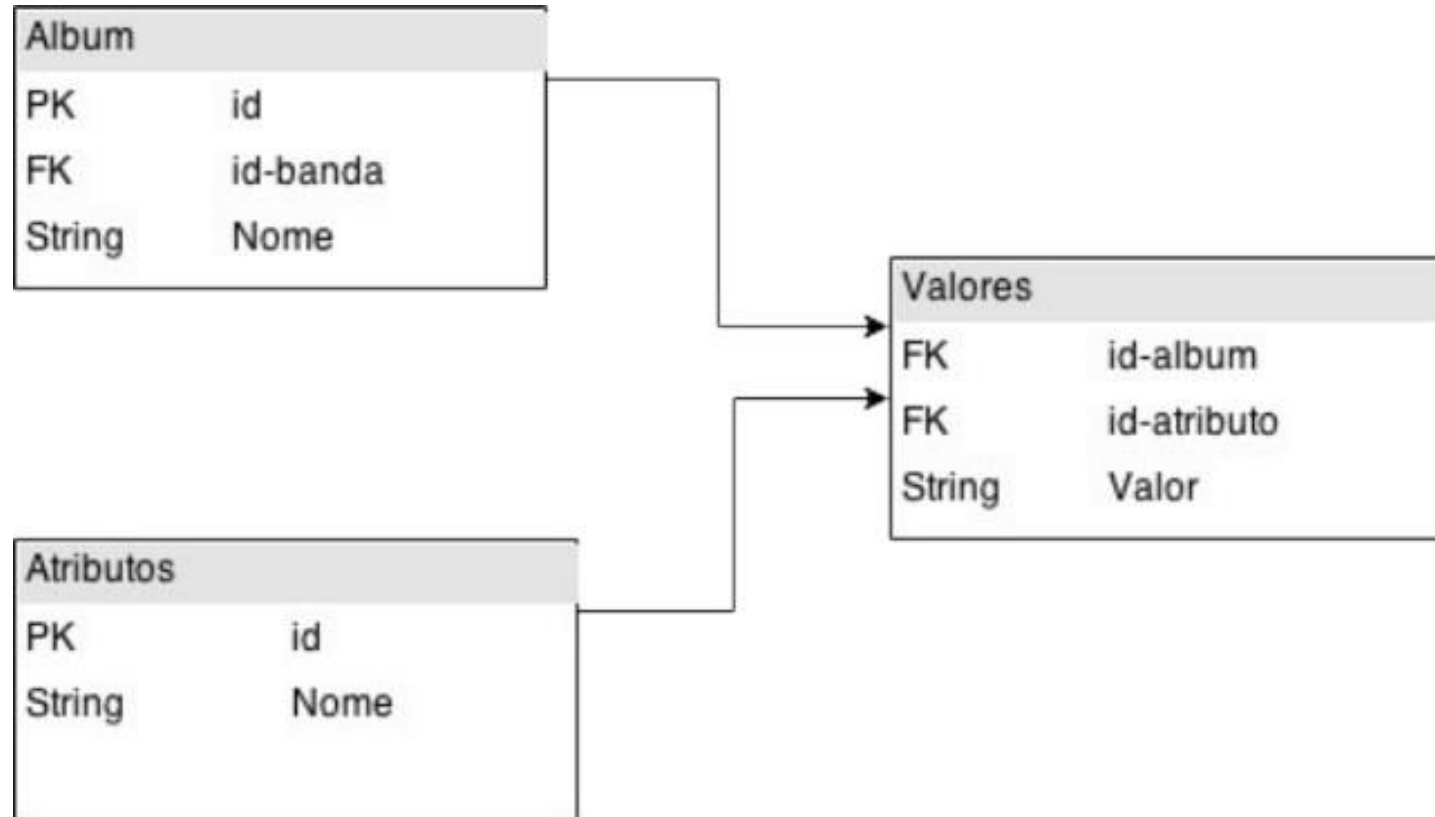 Album
PK id
FK id-banda
String Nome
Valores
FK id-album
FK id-atributo
String Valor
Atributos
PK id
String Nome